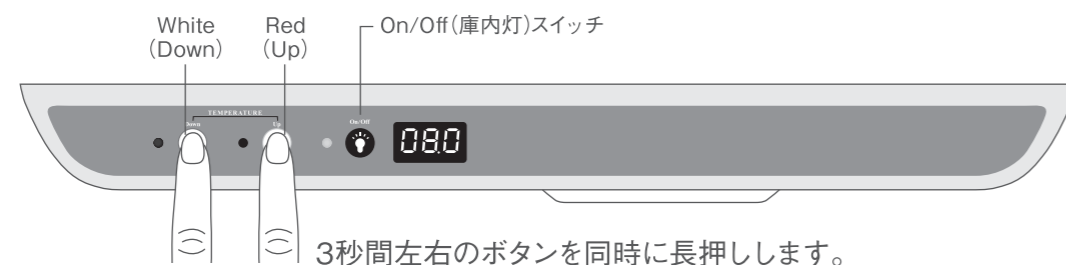 White
(Down)
Red
(Up)
On/Off(庫内灯)スイッチ
TEMPERATURE
Down
Up
On/Off
08.0
3秒間左右のボタンを同時に長押しします。